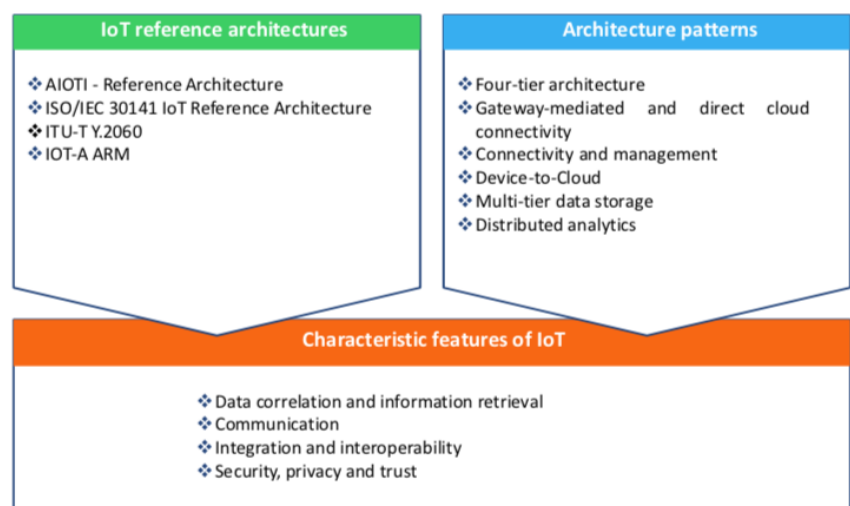 IoT reference architectures
AIOTI - Reference Architecture
ISO/IEC 30141 IoT Reference Architecture
ITU-T Y.2060
IOT-A ARM
Architecture patterns
Four-tier architecture
Gateway-mediated and direct cloud
connectivity
Connectivity and management
Device-to-Cloud
Multi-tier data storage
Distributed analytics
Characteristic features of IoT
Data correlation and information retrieval
Communication
Integration and interoperability
Security, privacy and trust